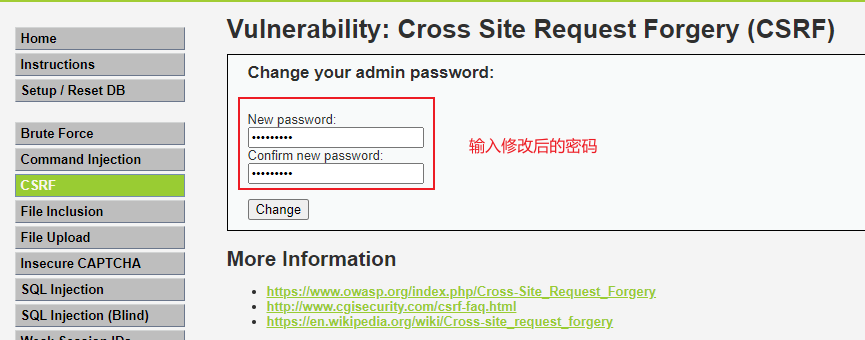 Home
Instructions
Setup / Reset DB
Brute Force
Command Injection
CSRF
File Inclusion
File Upload
Insecure CAPTCHA
SQL Injection
SQL Injection (Blind)
Weak Session IDs
Vulnerability: Cross Site Request Forgery (CSRF)
Change your admin password:
New password:
•••••••••
Confirm new password:
•••••••••
输入修改后的密码
Change
More Information
https://www.owasp.org/index.php/Cross-Site_Request_Forgery
http://www.cgisecurity.com/csrf-faq.html
https://en.wikipedia.org/wiki/Cross-site_request_forgery